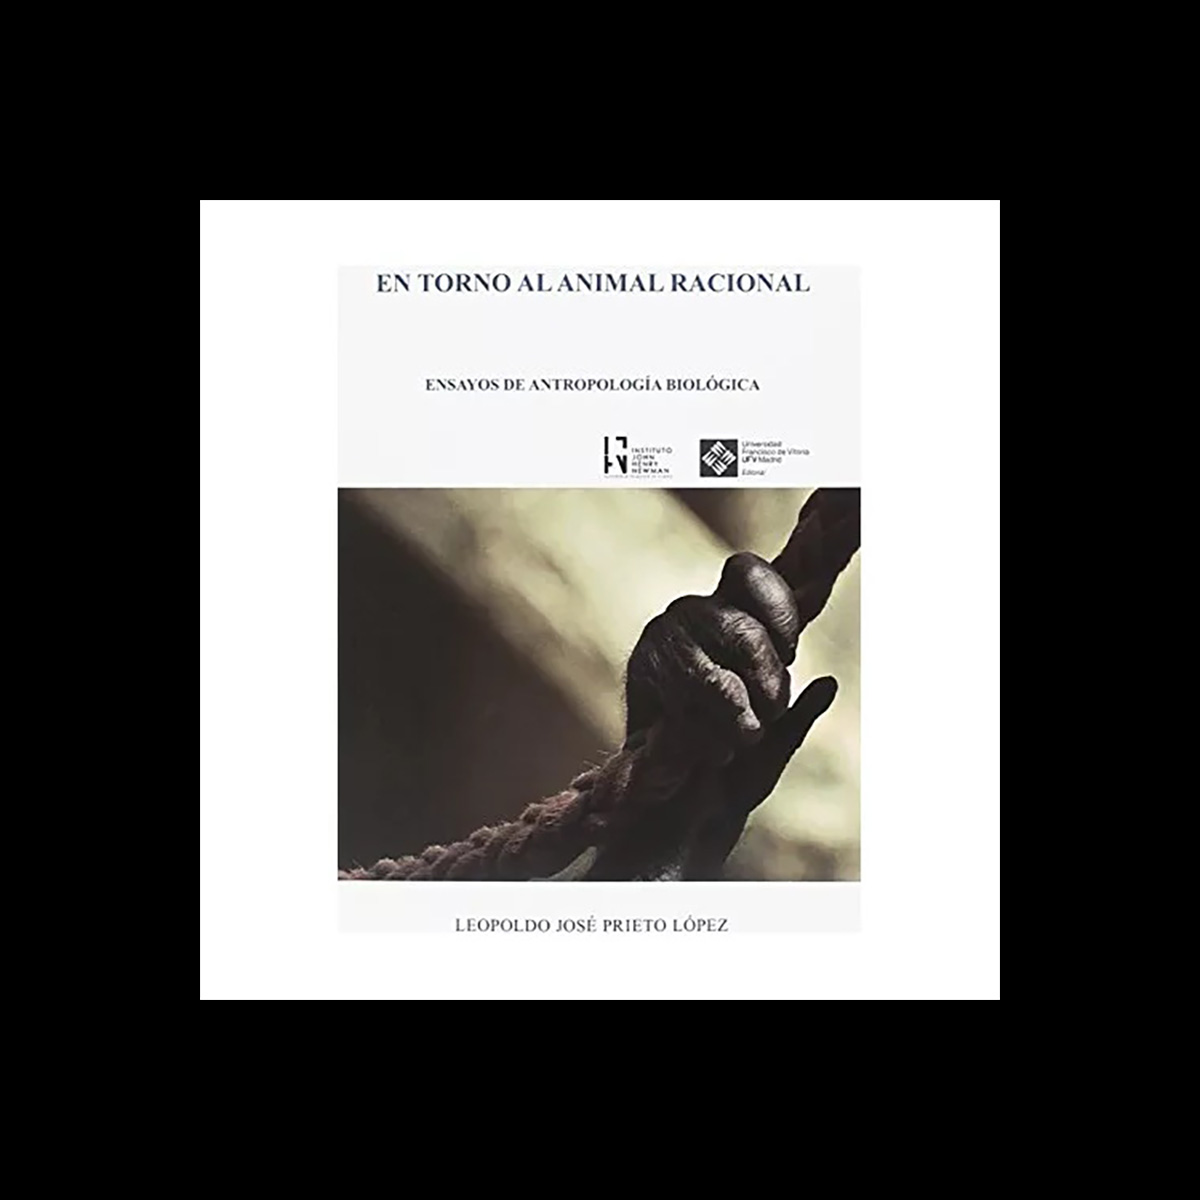 EN TORNO AL ANIMAL RACIONAL
ENSAYOS DE ANTROPOLOGÍA BIOLÓGICA
INSTITUTO
JOHN
HENRY
NEWMAN
Universidad
Francisco de Vitoria
UFV Madrid
Editorial
LEOPOLDO JOSÉ PRIETO LÓPEZ